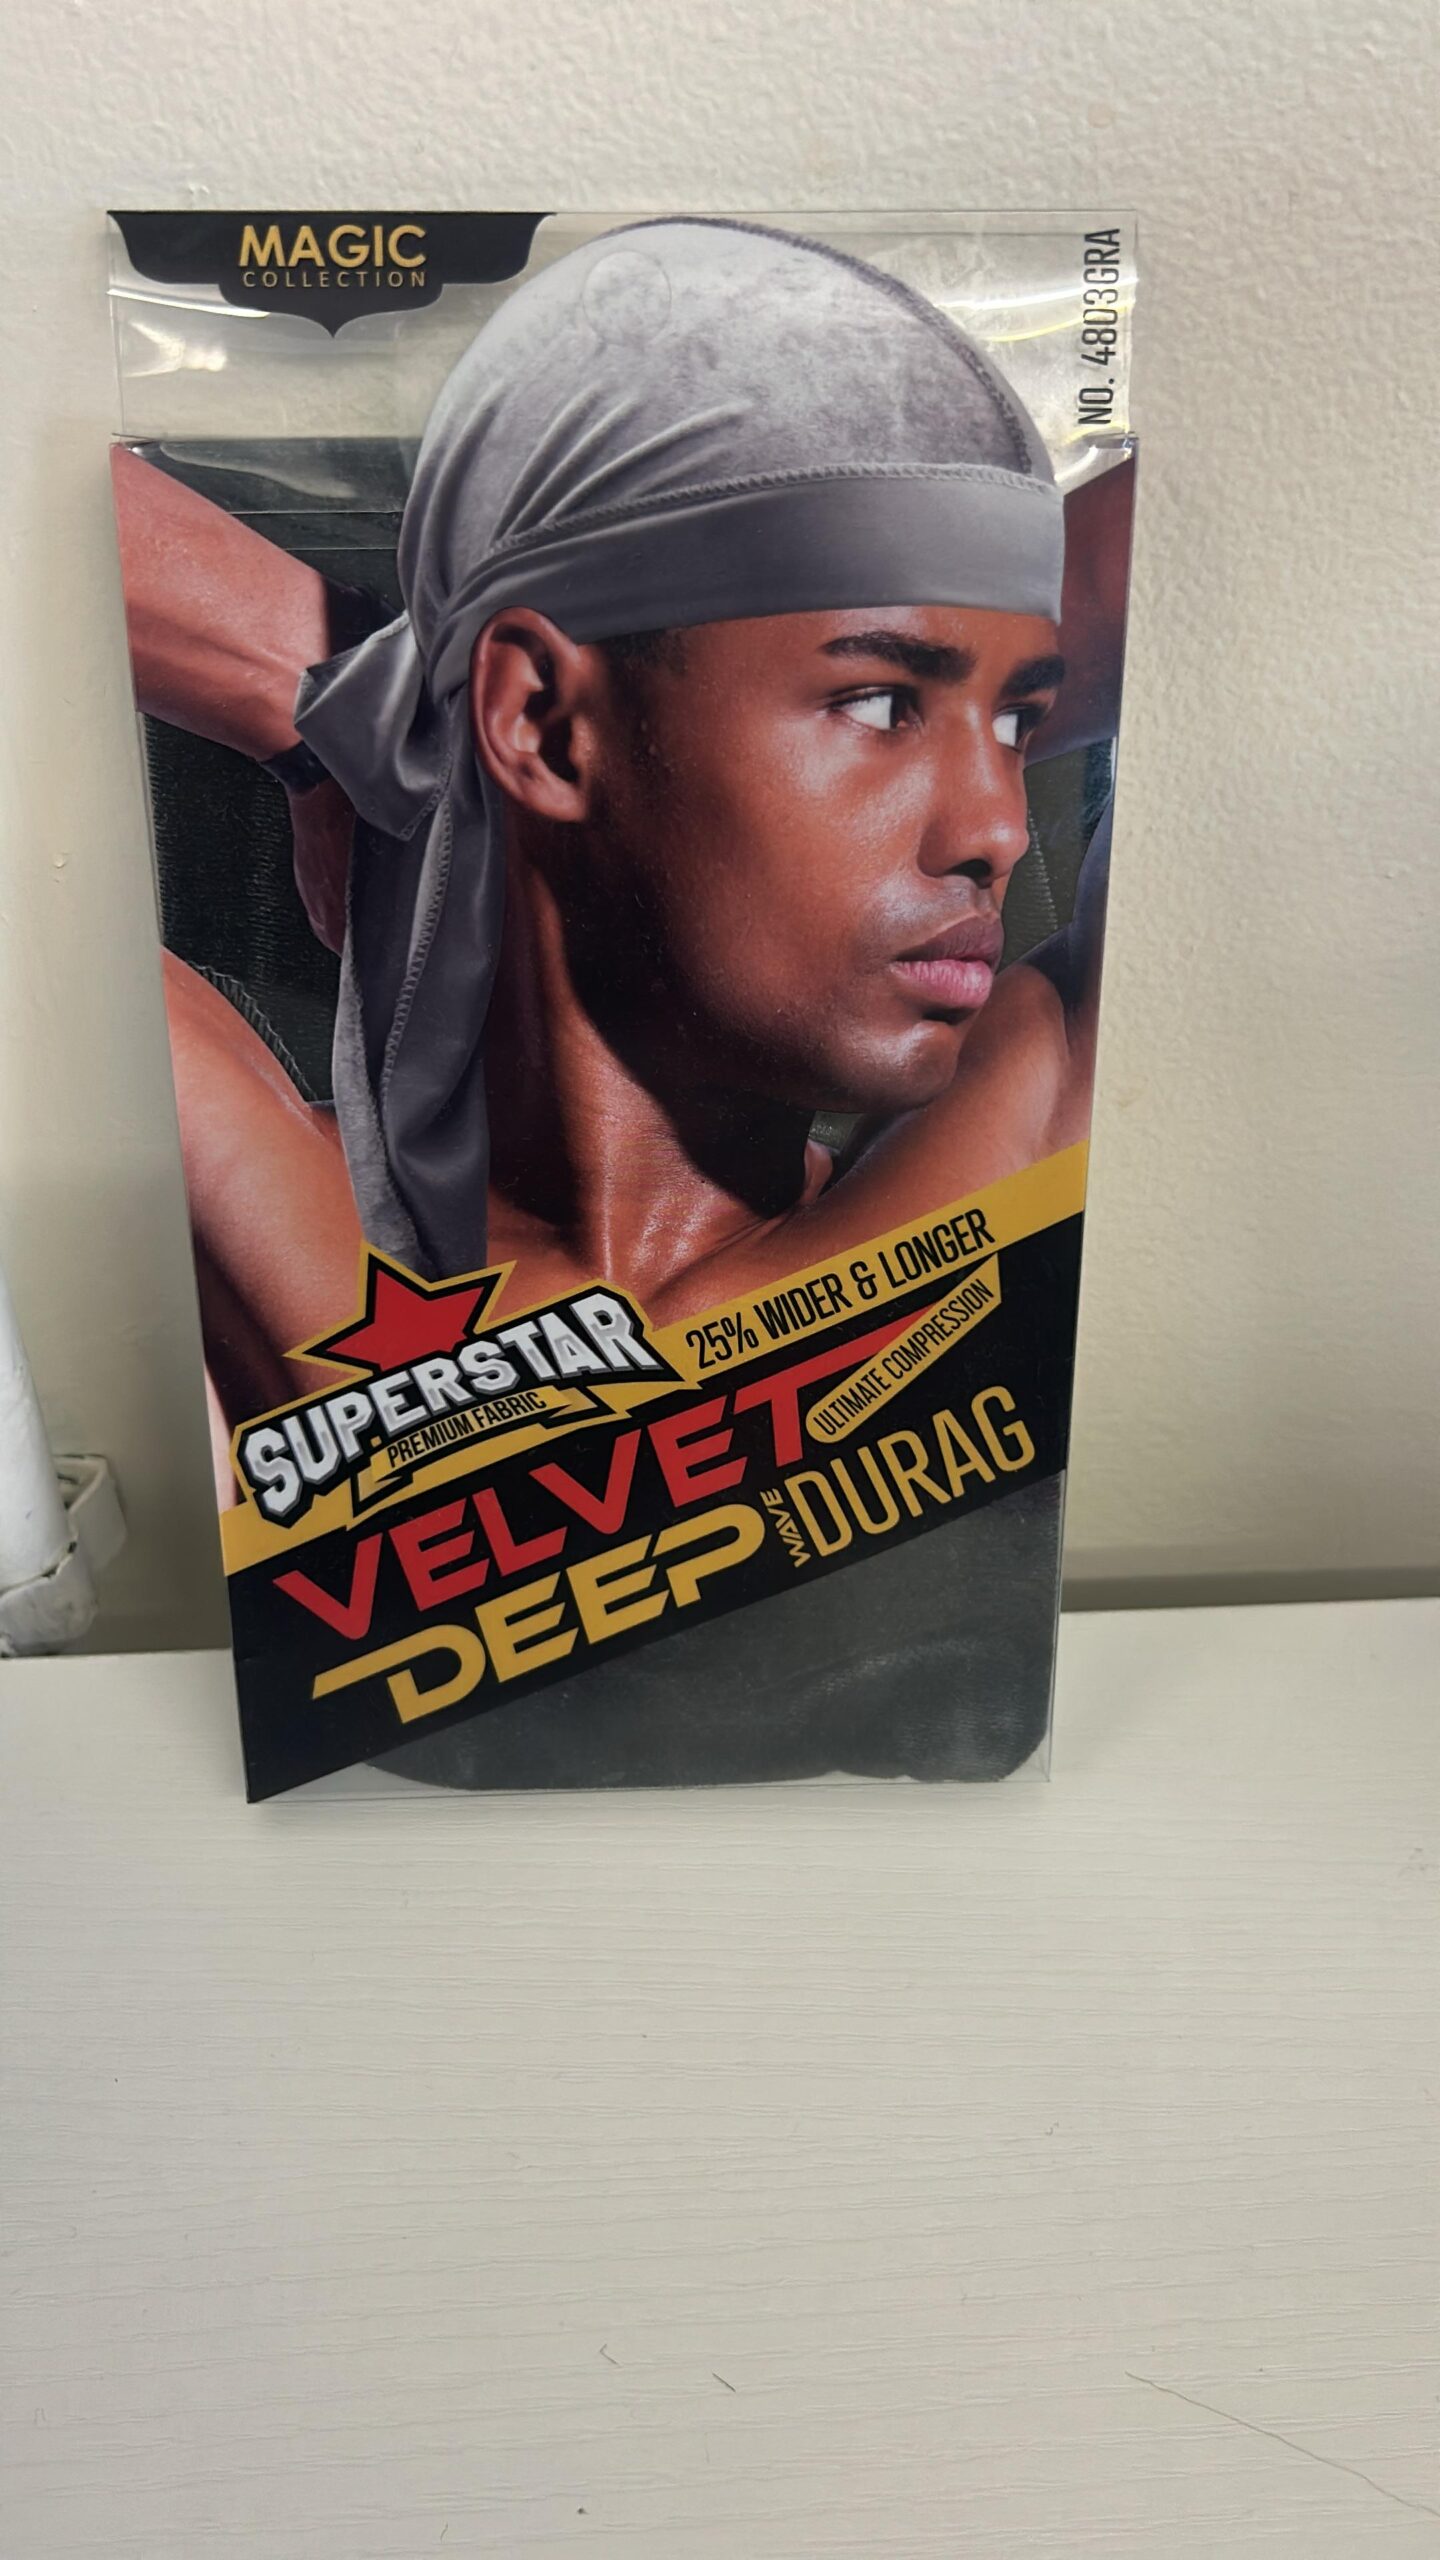 MAGIC
COLLECTION
NO. 48D3GRA
25% WIDER & LONGER
SUPERSTAR
PREMIUM FABRIC
VELVET
ULTIMATE COMPRESSION
DEEP WAVE DURAG